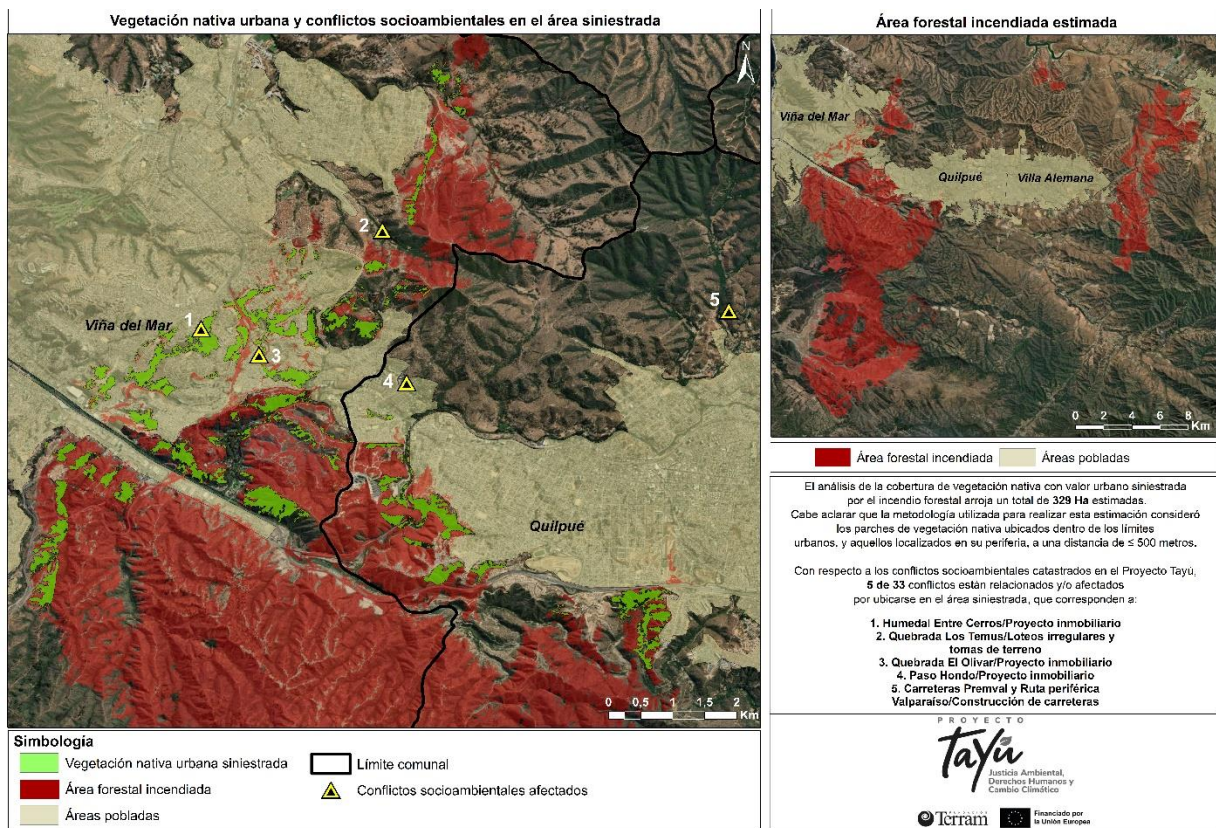 Vegetación nativa urbana y conflictos socioambientales en el área siniestrada
N
2
5
Viña del Mar
1
3
4
Quilpué
0 0,5 1 2
Km
Simbología
Vegetación nativa urbana siniestrada
Área forestal incendiada
Áreas pobladas
Límite comunal
Conflictos socioambientales afectados
Área forestal incendiada estimada
Viña del Mar
Quilpué
Villa Alemana
0 2 4 6 8
Km
Área forestal incendiada
Áreas pobladas
El análisis de la cobertura de vegetación nativa con valor urbano siniestrada
por el incendio forestal arroja un total de 329 Ha estimadas.
Cabe aclarar que la metodología utilizada para realizar esta estimación consideró
los parches de vegetación nativa ubicados dentro de los límites
urbanos, y aquellos localizados en su periferia, a una distancia de ≤ 500 metros.
Con respecto a los conflictos socioambientales catastrados en el Proyecto Tayú,
5 de 33 conflictos están relacionados y/o afectados
por ubicarse en el área siniestrada, que corresponden a:
1. Humedal Entre Cerros/Proyecto inmobiliario
2. Quebrada Los Temus/Loteos irregulares y
tomas de terreno
3. Quebrada El Olivar/Proyecto inmobiliario
4. Paso Hondo/Proyecto inmobiliario
5. Carreteras Premval y Ruta periférica
Valparaíso/Construcción de carreteras
PROYECTO
Tayú
Justicia Ambiental,
Derechos Humanos y
Cambio Climático
FUNDACIÓN
Terram
Financiado por
la Unión Europea